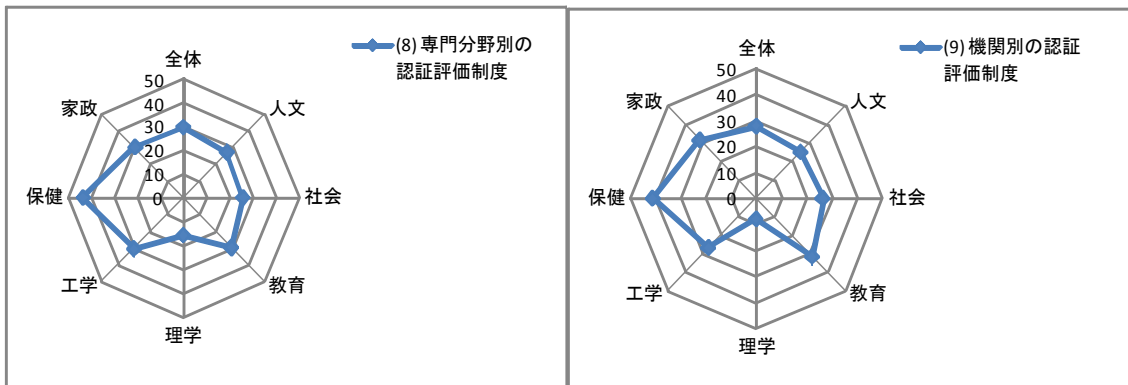 (8) 専門分野別の
認証評価制度
全体
人文
社会
教育
理学
工学
保健
家政
50
40
30
20
10
0
(9) 機関別の認証
評価制度
全体
人文
社会
教育
理学
工学
保健
家政
50
40
30
20
10
0